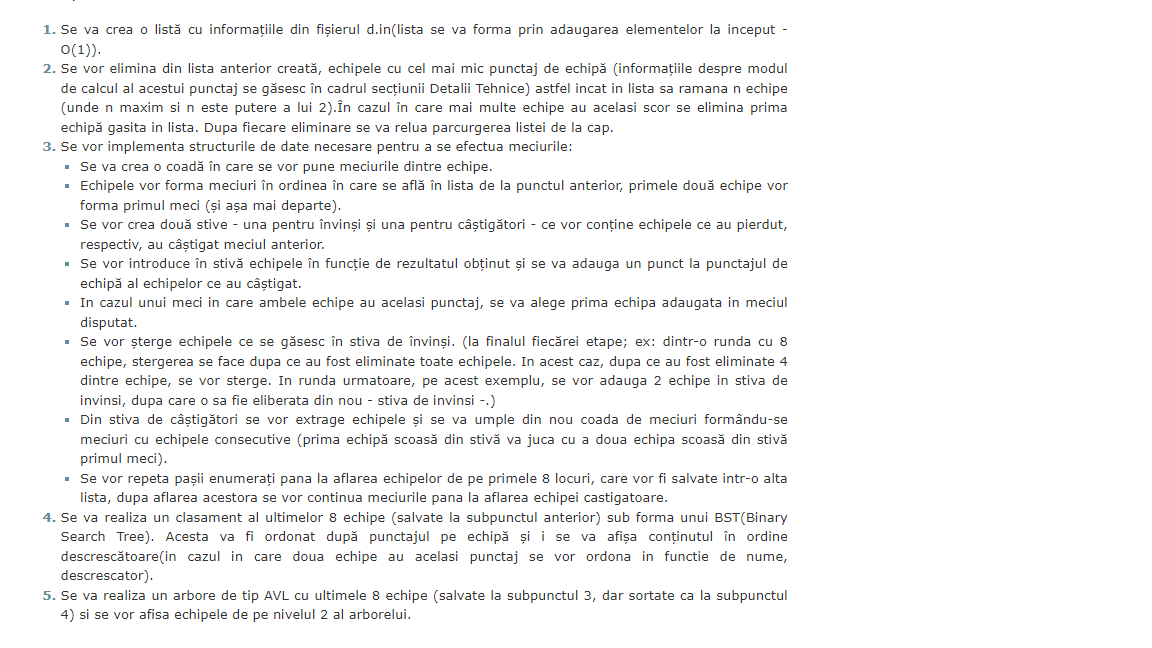 1. Se va crea o listă cu informațiile din fișierul d.in(lista se va forma prin adaugarea elementelor la inceput -
O(1)).
2. Se vor elimina din lista anterior creată, echipele cu cel mai mic punctaj de echipă (informațiile despre modul
de calcul al acestui punctaj se găsesc în cadrul secțiunii Detalii Tehnice) astfel incat in lista sa ramana n echipe
(unde n maxim si n este putere a lui 2).În cazul în care mai multe echipe au acelasi scor se elimina prima
echipă gasita in lista. Dupa fiecare eliminare se va relua parcurgerea listei de la cap.
3. Se vor implementa structurile de date necesare pentru a se efectua meciurile:
▪ Se va crea o coadă în care se vor pune meciurile dintre echipe.
▪ Echipele vor forma meciuri în ordinea în care se află în lista de la punctul anterior, primele două echipe vor
forma primul meci (și așa mai departe).
▪ Se vor crea două stive - una pentru învinși și una pentru câștigători - ce vor conține echipele ce au pierdut,
respectiv, au câștigat meciul anterior.
▪ Se vor introduce în stivă echipele în funcție de rezultatul obținut și se va adauga un punct la punctajul de
echipă al echipelor ce au câștigat.
▪ In cazul unui meci in care ambele echipe au acelasi punctaj, se va alege prima echipa adaugata in meciul
disputat.
▪ Se vor șterge echipele ce se găsesc în stiva de învinși. (la finalul fiecărei etape; ex: dintr-o runda cu 8
echipe, stergerea se face dupa ce au fost eliminate toate echipele. In acest caz, dupa ce au fost eliminate 4
dintre echipe, se vor sterge. In runda urmatoare, pe acest exemplu, se vor adauga 2 echipe in stiva de
invinsi, dupa care o sa fie eliberata din nou - stiva de invinsi -.)
▪ Din stiva de câștigători se vor extrage echipele și se va umple din nou coada de meciuri formându-se
meciuri cu echipele consecutive (prima echipă scoasă din stivă va juca cu a doua echipa scoasă din stivă
primul meci).
▪ Se vor repeta pașii enumerați pana la aflarea echipelor de pe primele 8 locuri, care vor fi salvate intr-o alta
lista, dupa aflarea acestora se vor continua meciurile pana la aflarea echipei castigatoare.
4. Se va realiza un clasament al ultimelor 8 echipe (salvate la subpunctul anterior) sub forma unui BST(Binary
Search Tree). Acesta va fi ordonat după punctajul pe echipă și i se va afișa conținutul în ordine
descrescătoare(in cazul in care doua echipe au acelasi punctaj se vor ordona in functie de nume,
descrescator).
5. Se va realiza un arbore de tip AVL cu ultimele 8 echipe (salvate la subpunctul 3, dar sortate ca la subpunctul
4) si se vor afisa echipele de pe nivelul 2 al arborelui.